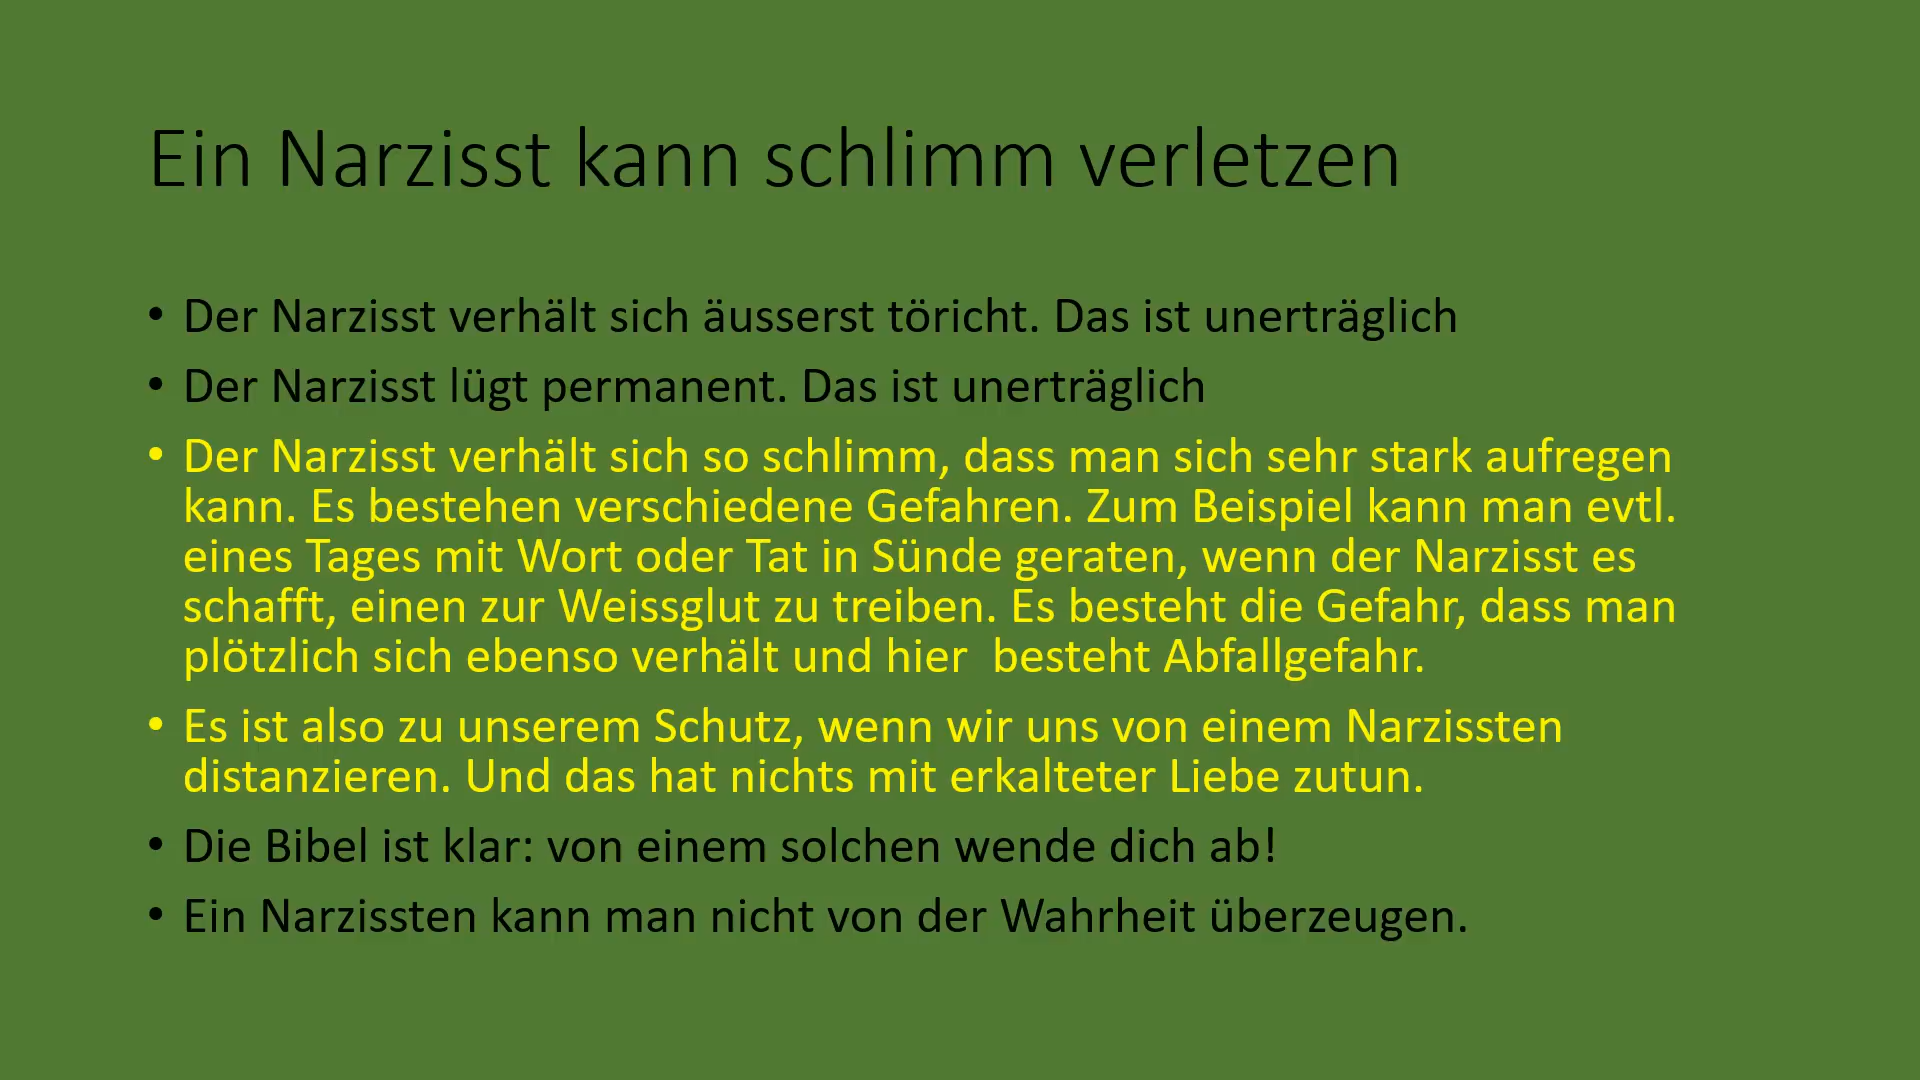 Ein Narzisst kann schlimm verletzen
• Der Narzisst verhält sich äusserst töricht. Das ist unerträglich
• Der Narzisst lügt permanent. Das ist unerträglich
• Der Narzisst verhält sich so schlimm, dass man sich sehr stark aufregen
kann. Es bestehen verschiedene Gefahren. Zum Beispiel kann man evtl.
eines Tages mit Wort oder Tat in Sünde geraten, wenn der Narzisst es
schafft, einen zur Weissglut zu treiben. Es besteht die Gefahr, dass man
plötzlich sich ebenso verhält und hier  besteht Abfallgefahr.
• Es ist also zu unserem Schutz, wenn wir uns von einem Narzissten
distanzieren. Und das hat nichts mit erkalteter Liebe zutun.
• Die Bibel ist klar: von einem solchen wende dich ab!
• Ein Narzissten kann man nicht von der Wahrheit überzeugen.